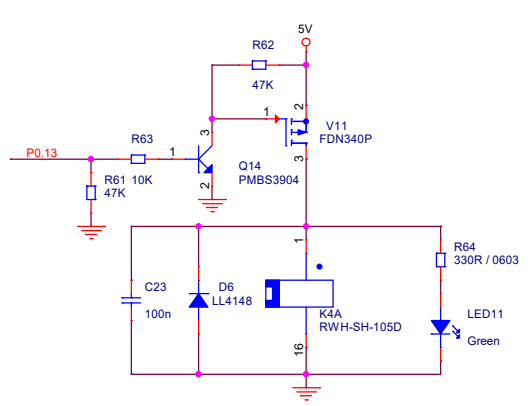 5V
R62
47K
1
2
V11
FDN340P
3
R63
3
P0.13
1
Q14
PMBS3904
R61 10K
47K
2
1
R64
330R / 0603
C23
100n
D6
LL4148
K4A
RWH-SH-105D
LED11
Green
16